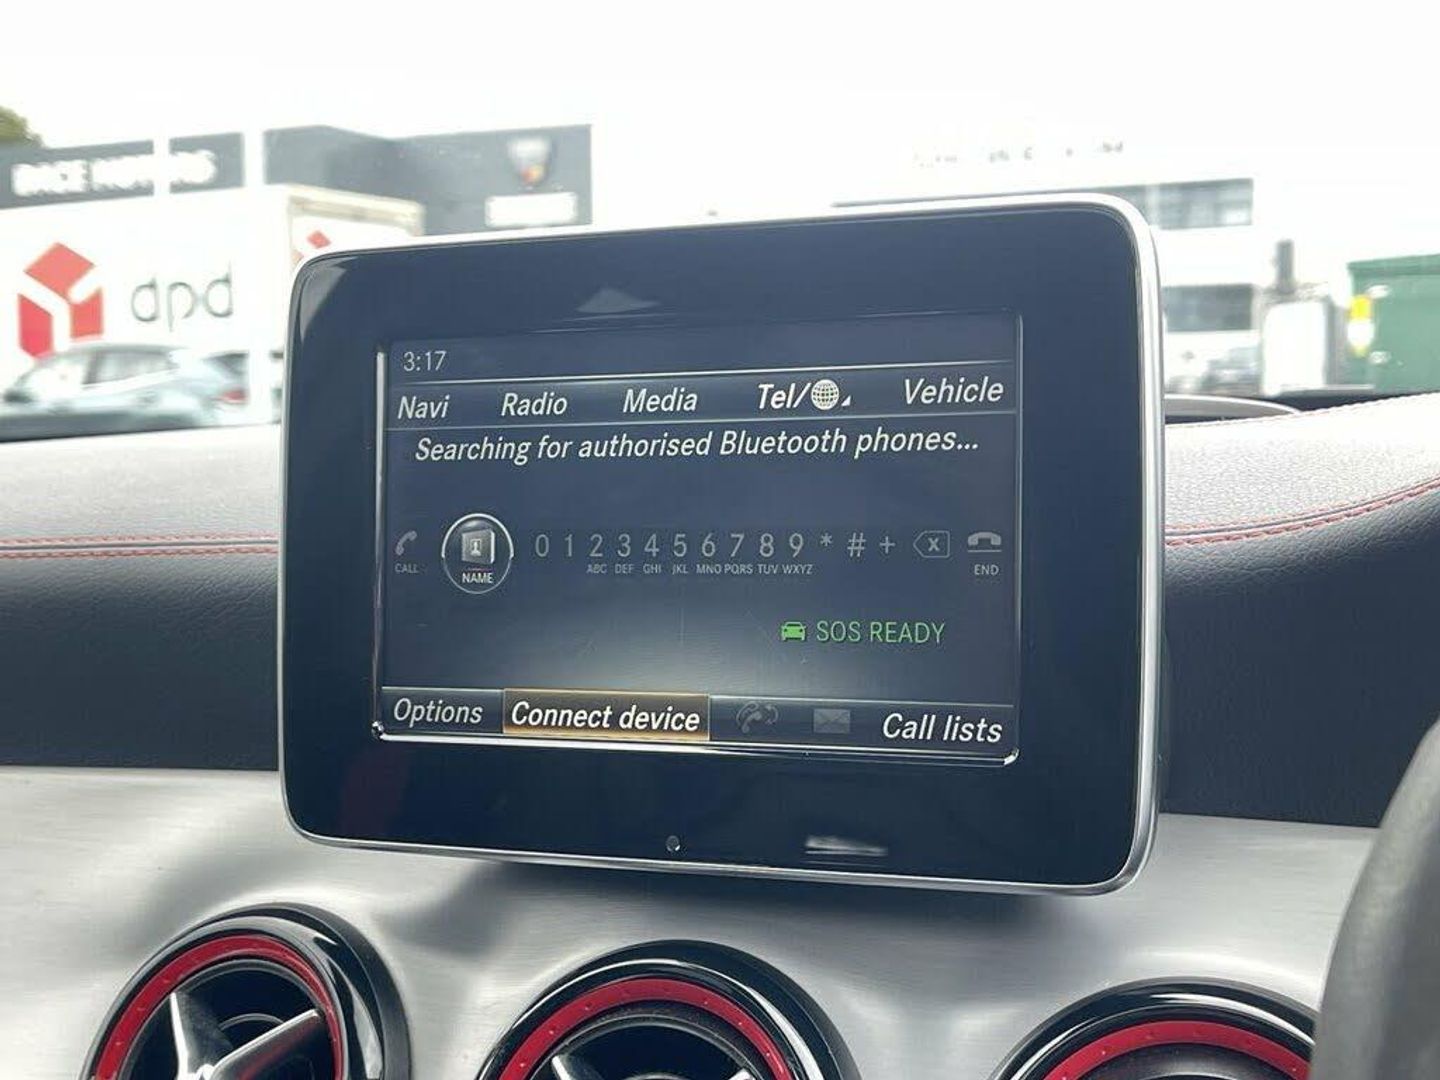 dpd
3:17
Navi Radio Media Tel/ Vehicle
Searching for authorised Bluetooth phones...
CALL NAME 0 1 2 3 4 5 6 7 8 9 * # + X END
ABC DEF GHI JKL MNO PQRS TUV WXYZ
SOS READY
Options Connect device Call lists